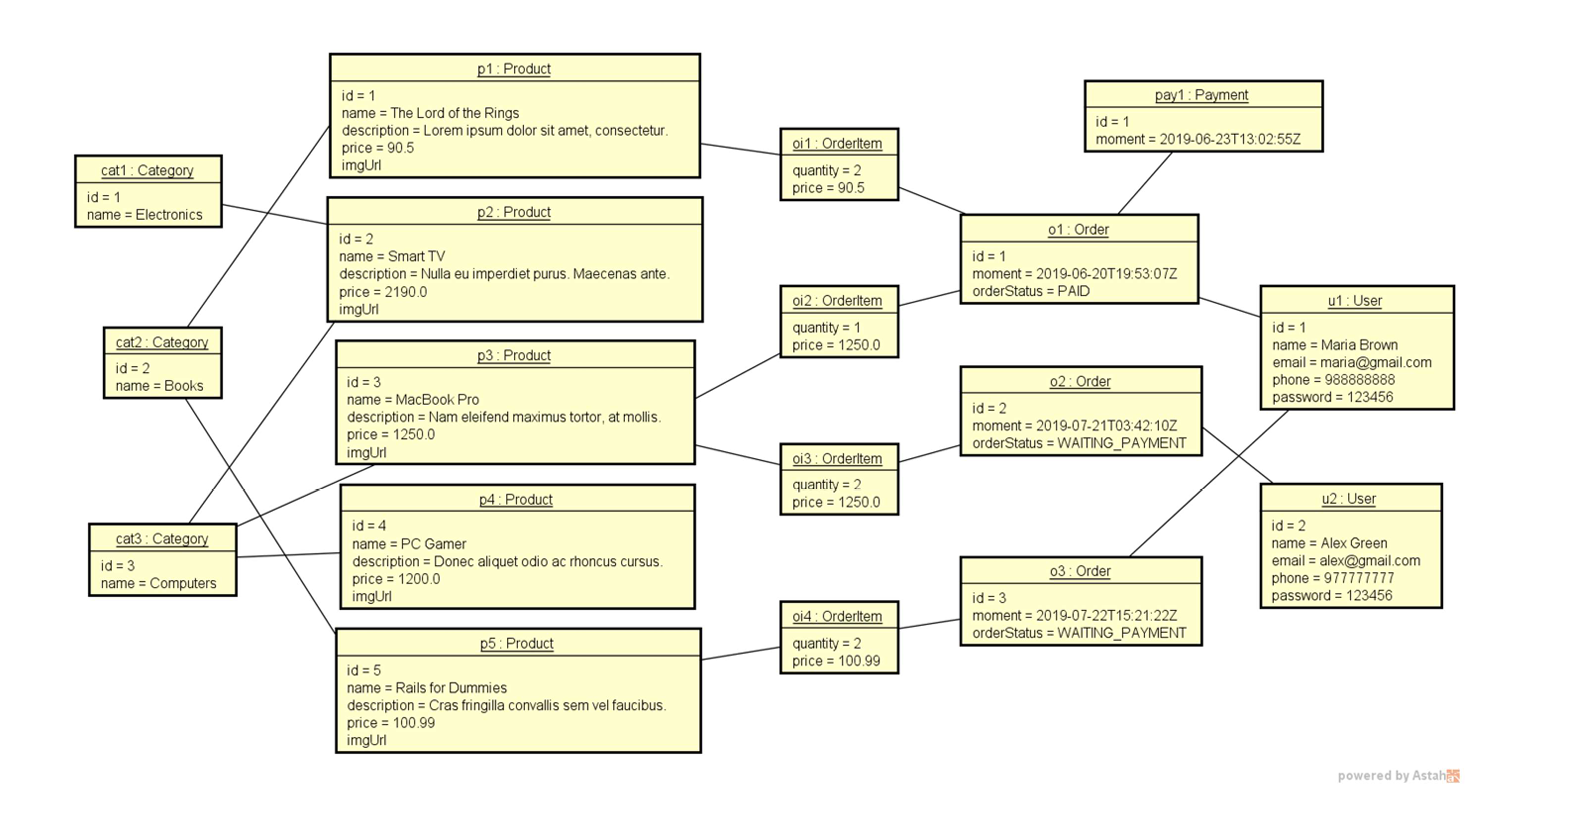 p1 : Product
id = 1
name = The Lord of the Rings
description = Lorem ipsum dolor sit amet, consectetur.
price = 90.5
imgUrl
pay1 : Payment
id = 1
moment = 2019-06-23T13:02:55Z
oi1 : OrderItem
quantity = 2
price = 90.5
cat1 : Category
id = 1
name = Electronics
p2 : Product
id = 2
name = Smart TV
description = Nulla eu imperdiet purus. Maecenas ante.
price = 2190.0
imgUrl
o1 : Order
id = 1
moment = 2019-06-20T19:53:07Z
orderStatus = PAID
oi2 : OrderItem
quantity = 1
price = 1250.0
u1 : User
id = 1
name = Maria Brown
email = maria@gmail.com
phone = 988888888
password = 123456
cat2 : Category
id = 2
name = Books
p3 : Product
id = 3
name = MacBook Pro
description = Nam eleifend maximus tortor, at mollis.
price = 1250.0
imgUrl
o2 : Order
id = 2
moment = 2019-07-21T03:42:10Z
orderStatus = WAITING_PAYMENT
oi3 : OrderItem
quantity = 2
price = 1250.0
p4 : Product
id = 4
name = PC Gamer
description = Donec aliquet odio ac rhoncus cursus.
price = 1200.0
imgUrl
u2 : User
id = 2
name = Alex Green
email = alex@gmail.com
phone = 977777777
password = 123456
cat3 : Category
id = 3
name = Computers
o3 : Order
id = 3
moment = 2019-07-22T15:21:22Z
orderStatus = WAITING_PAYMENT
oi4 : OrderItem
quantity = 2
price = 100.99
p5 : Product
id = 5
name = Rails for Dummies
description = Cras fringilla convallis sem vel faucibus.
price = 100.99
imgUrl
powered by Astah